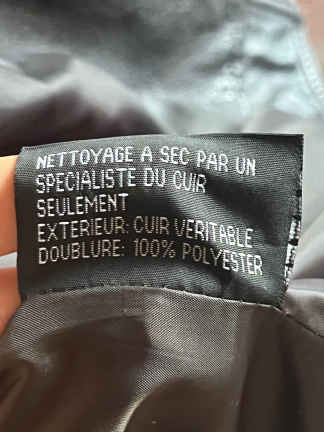 NETTOYAGE A SEC PAR UN
SPECIALISTE DU CUIR
SEULEMENT
EXTERIEUR: CUIR VERITABLE
DOUBLURE: 100% POLYESTER